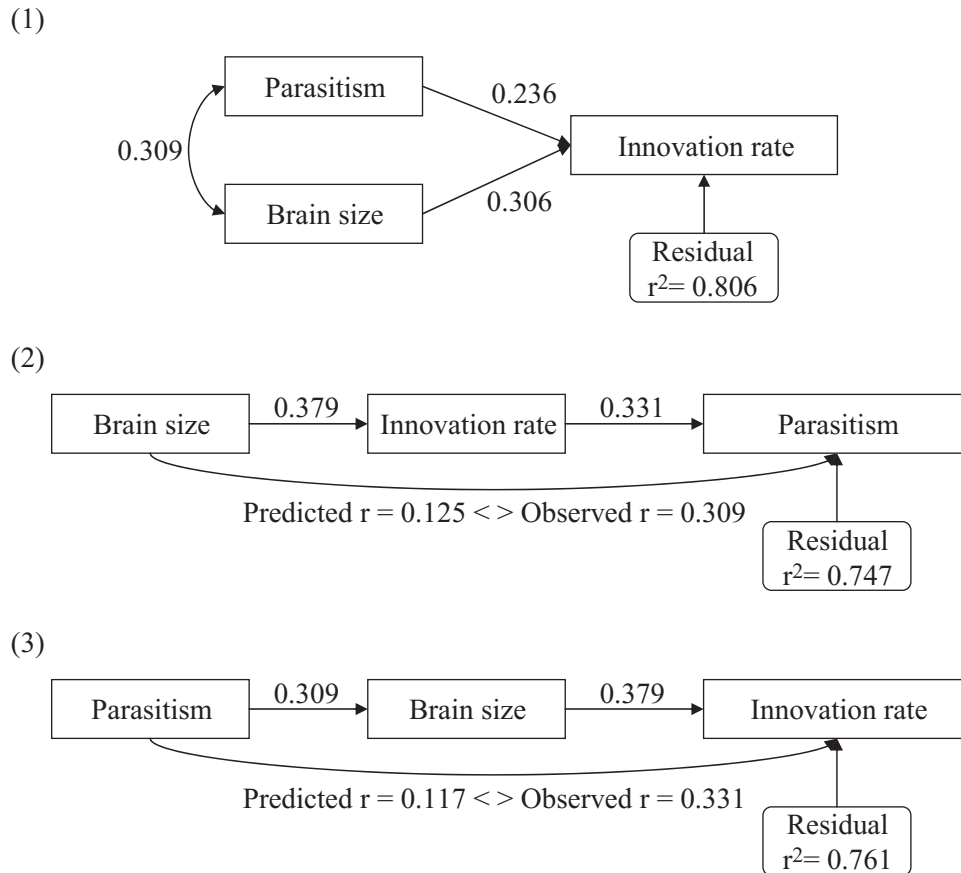 (1)
Parasitism
0.236
0.309
Innovation rate
Brain size
0.306
Residual
r²= 0.806
(2)
Brain size
0.379
Innovation rate
0.331
Parasitism
Predicted r = 0.125 < > Observed r = 0.309
Residual
r²= 0.747
(3)
Parasitism
0.309
Brain size
0.379
Innovation rate
Predicted r = 0.117 < > Observed r = 0.331
Residual
r²= 0.761